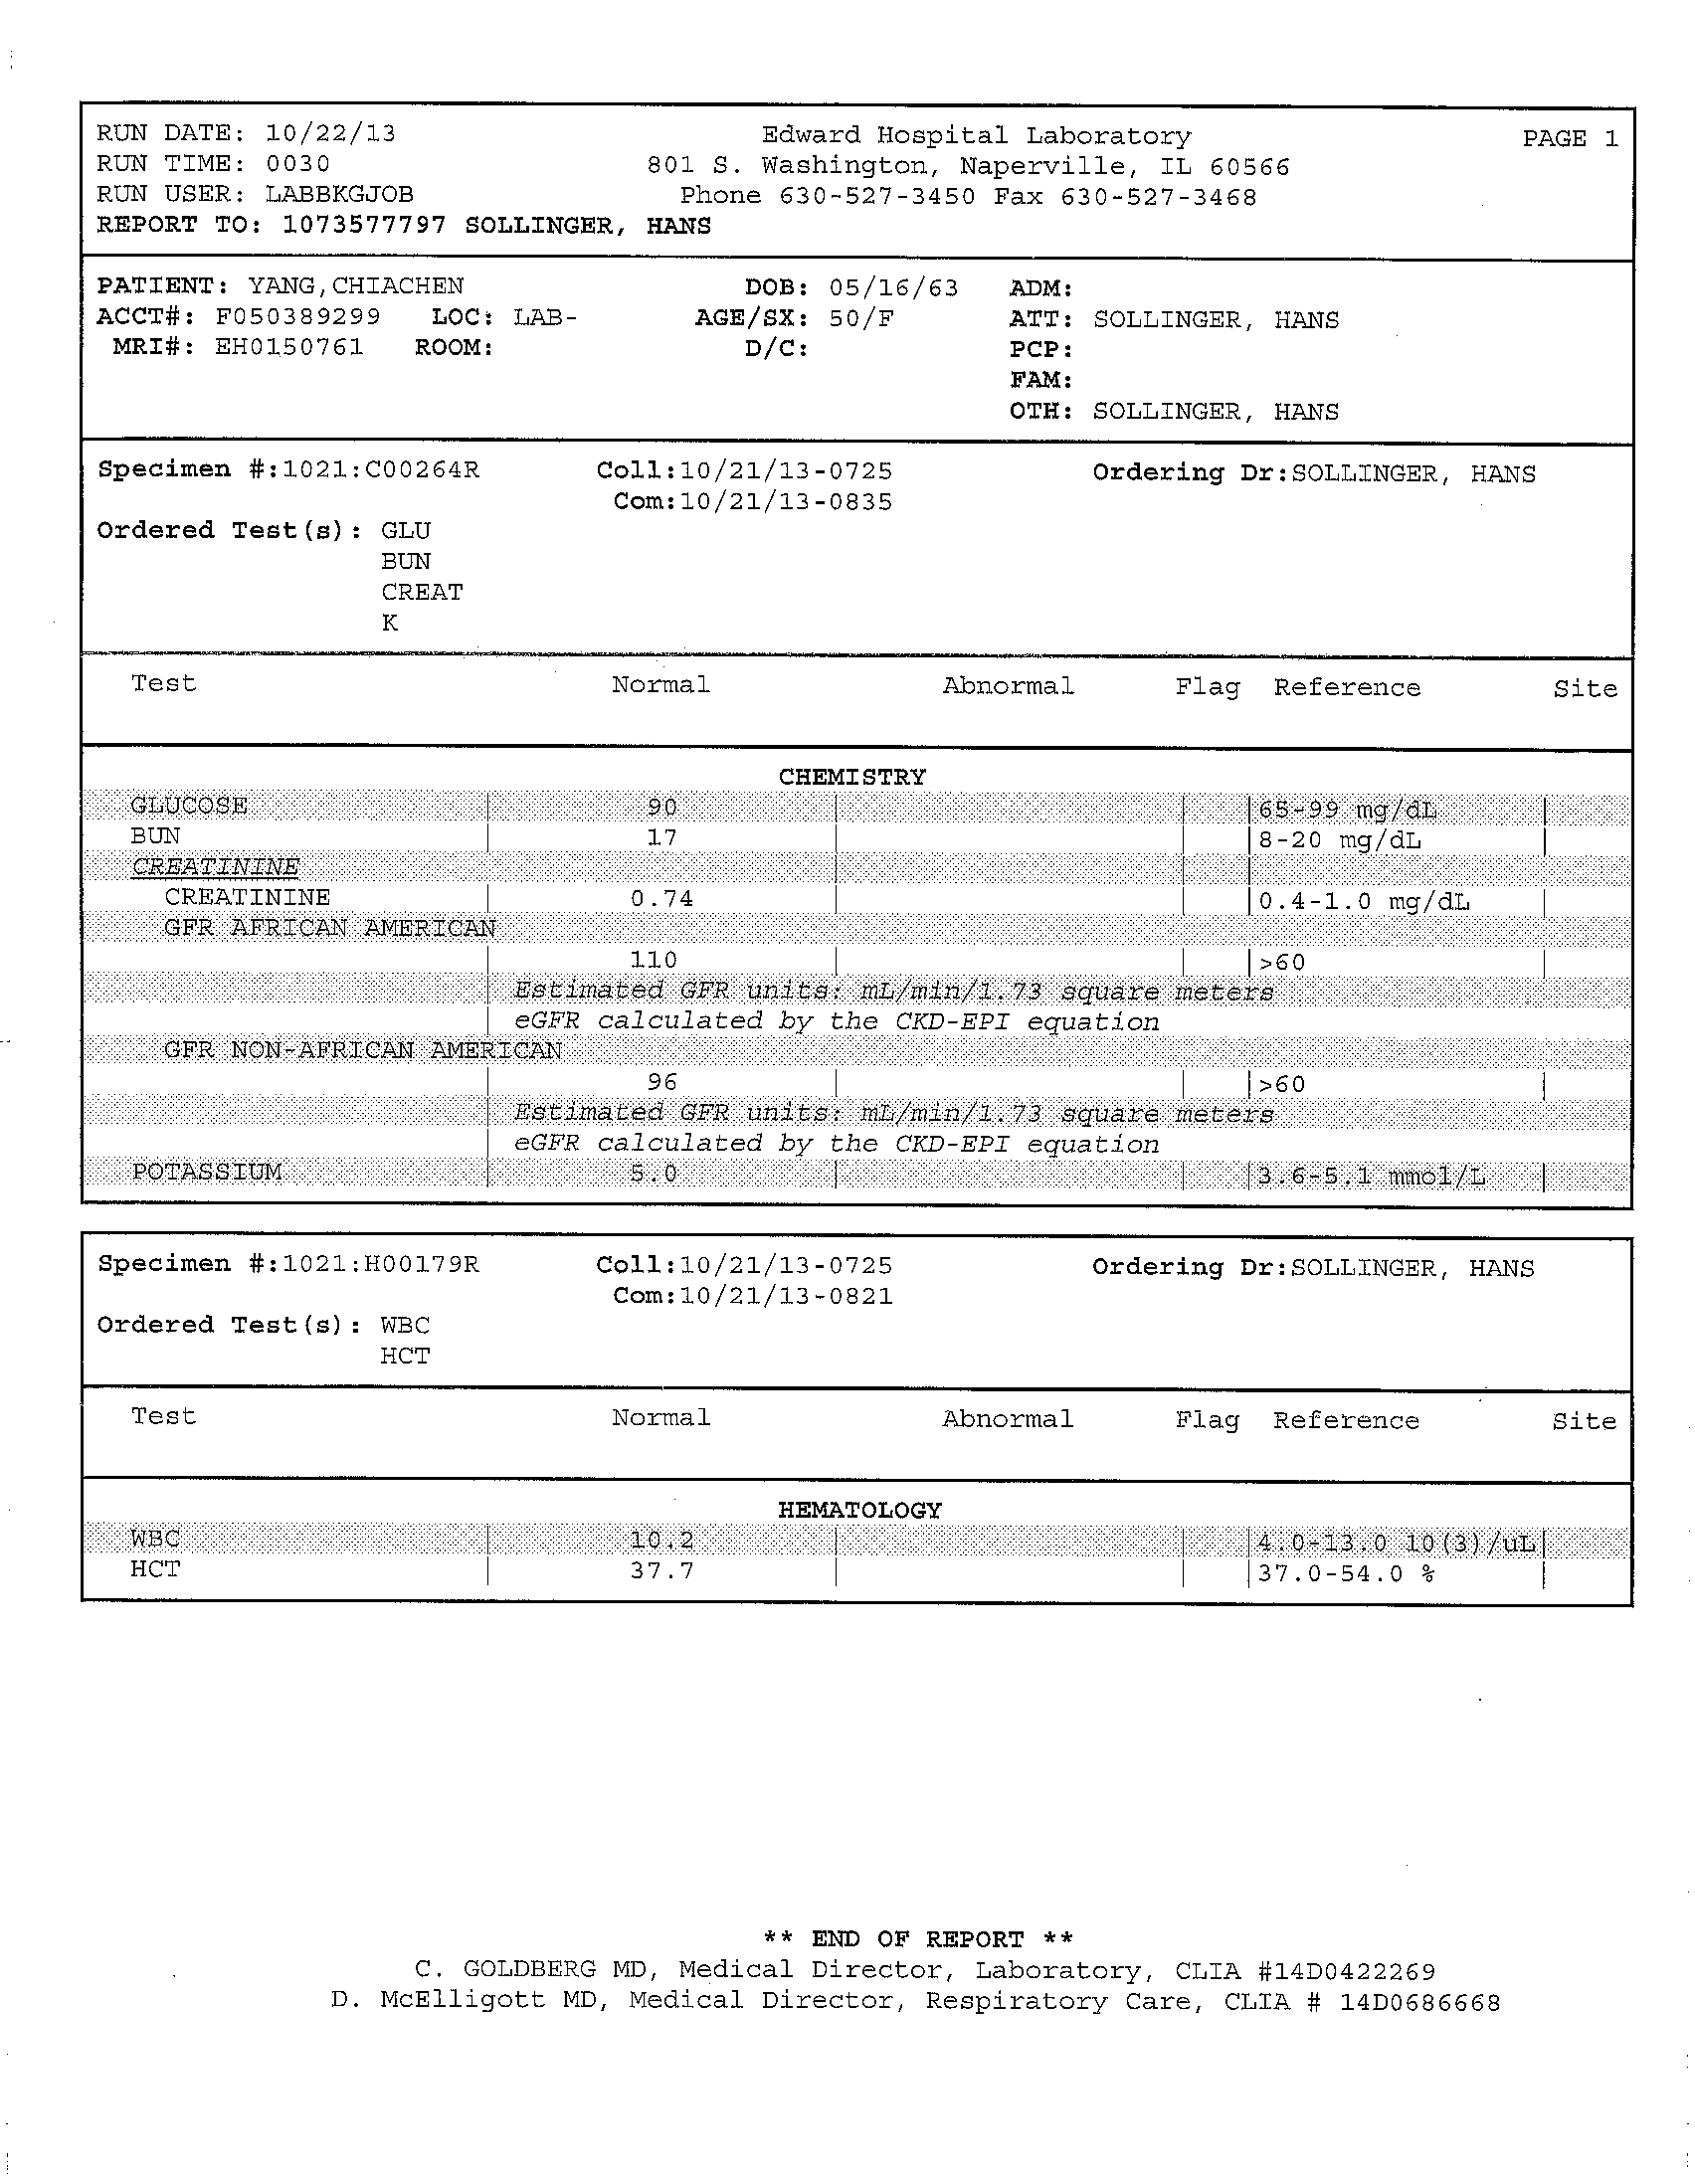 RUN DATE: 10/22/13 Edward Hospital Laboratory PAGE 1
RUN TIME: 0030 801 S. Washington, Naperville, IL 60566
RUN USER: LABBKGJOB Phone 630-527-3450 Fax 630-527-3468
REPORT TO: 1073577797 SOLLINGER, HANS
PATIENT: YANG,CHIACHEN DOB: 05/16/63 ADM:
ACCT#: F050389299 LOC: LAB- AGE/SX: 50/F ATT: SOLLINGER, HANS
MRI#: EH0150761 ROOM: D/C: PCP:
FAM:
OTH: SOLLINGER, HANS
Specimen #:1021:C00264R Coll:10/21/13-0725 Ordering Dr:SOLLINGER, HANS
Com:10/21/13-0835
Ordered Test(s): GLU
BUN
CREAT
K
Test Normal Abnormal Flag Reference Site
CHEMISTRY
GLUCOSE 90 65-99 mg/dL
BUN 17 8-20 mg/dL
CREATININE
CREATININE 0.74 0.4-1.0 mg/dL
GFR AFRICAN AMERICAN
110 >60
Estimated GFR units: mL/min/1.73 square meters
eGFR calculated by the CKD-EPI equation
GFR NON-AFRICAN AMERICAN
96 >60
Estimated GFR units: mL/min/1.73 square meters
eGFR calculated by the CKD-EPI equation
POTASSIUM 5.0 3.6-5.1 mmol/L
Specimen #:1021:H00179R Coll:10/21/13-0725 Ordering Dr:SOLLINGER, HANS
Com:10/21/13-0821
Ordered Test(s): WBC
HCT
Test Normal Abnormal Flag Reference Site
HEMATOLOGY
WBC 10.2 4.0-13.0 10(3)/uL
HCT 37.7 37.0-54.0 %
** END OF REPORT **
C. GOLDBERG MD, Medical Director, Laboratory, CLIA #14D0422269
D. McElligott MD, Medical Director, Respiratory Care, CLIA # 14D0686668